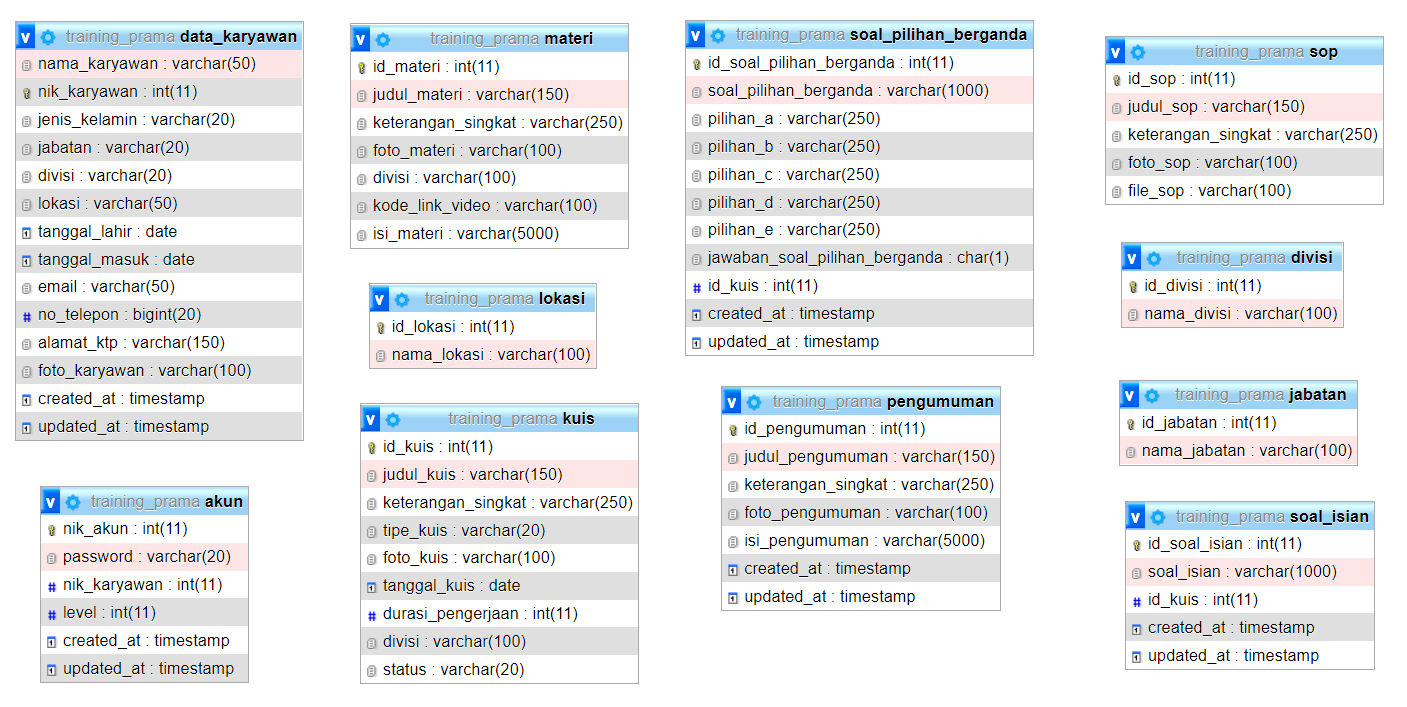 training_prama data_karyawan
nama_karyawan : varchar(50)
nik_karyawan : int(11)
jenis_kelamin : varchar(20)
jabatan : varchar(20)
divisi : varchar(20)
lokasi : varchar(50)
tanggal_lahir : date
tanggal_masuk : date
email : varchar(50)
no_telepon : bigint(20)
alamat_ktp : varchar(150)
foto_karyawan : varchar(100)
created_at : timestamp
updated_at : timestamp
training_prama akun
nik_akun : int(11)
password : varchar(20)
nik_karyawan : int(11)
level : int(11)
created_at : timestamp
updated_at : timestamp
training_prama materi
id_materi : int(11)
judul_materi : varchar(150)
keterangan_singkat : varchar(250)
foto_materi : varchar(100)
divisi : varchar(100)
kode_link_video : varchar(100)
isi_materi : varchar(5000)
training_prama lokasi
id_lokasi : int(11)
nama_lokasi : varchar(100)
training_prama kuis
id_kuis : int(11)
judul_kuis : varchar(150)
keterangan_singkat : varchar(250)
tipe_kuis : varchar(20)
foto_kuis : varchar(100)
tanggal_kuis : date
durasi_pengerjaan : int(11)
divisi : varchar(100)
status : varchar(20)
training_prama soal_pilihan_berganda
id_soal_pilihan_berganda : int(11)
soal_pilihan_berganda : varchar(1000)
pilihan_a : varchar(250)
pilihan_b : varchar(250)
pilihan_c : varchar(250)
pilihan_d : varchar(250)
pilihan_e : varchar(250)
jawaban_soal_pilihan_berganda : char(1)
id_kuis : int(11)
created_at : timestamp
updated_at : timestamp
training_prama pengumuman
id_pengumuman : int(11)
judul_pengumuman : varchar(150)
keterangan_singkat : varchar(250)
foto_pengumuman : varchar(100)
isi_pengumuman : varchar(5000)
created_at : timestamp
updated_at : timestamp
training_prama sop
id_sop : int(11)
judul_sop : varchar(150)
keterangan_singkat : varchar(250)
foto_sop : varchar(100)
file_sop : varchar(100)
training_prama divisi
id_divisi : int(11)
nama_divisi : varchar(100)
training_prama jabatan
id_jabatan : int(11)
nama_jabatan : varchar(100)
training_prama soal_isian
id_soal_isian : int(11)
soal_isian : varchar(1000)
id_kuis : int(11)
created_at : timestamp
updated_at : timestamp